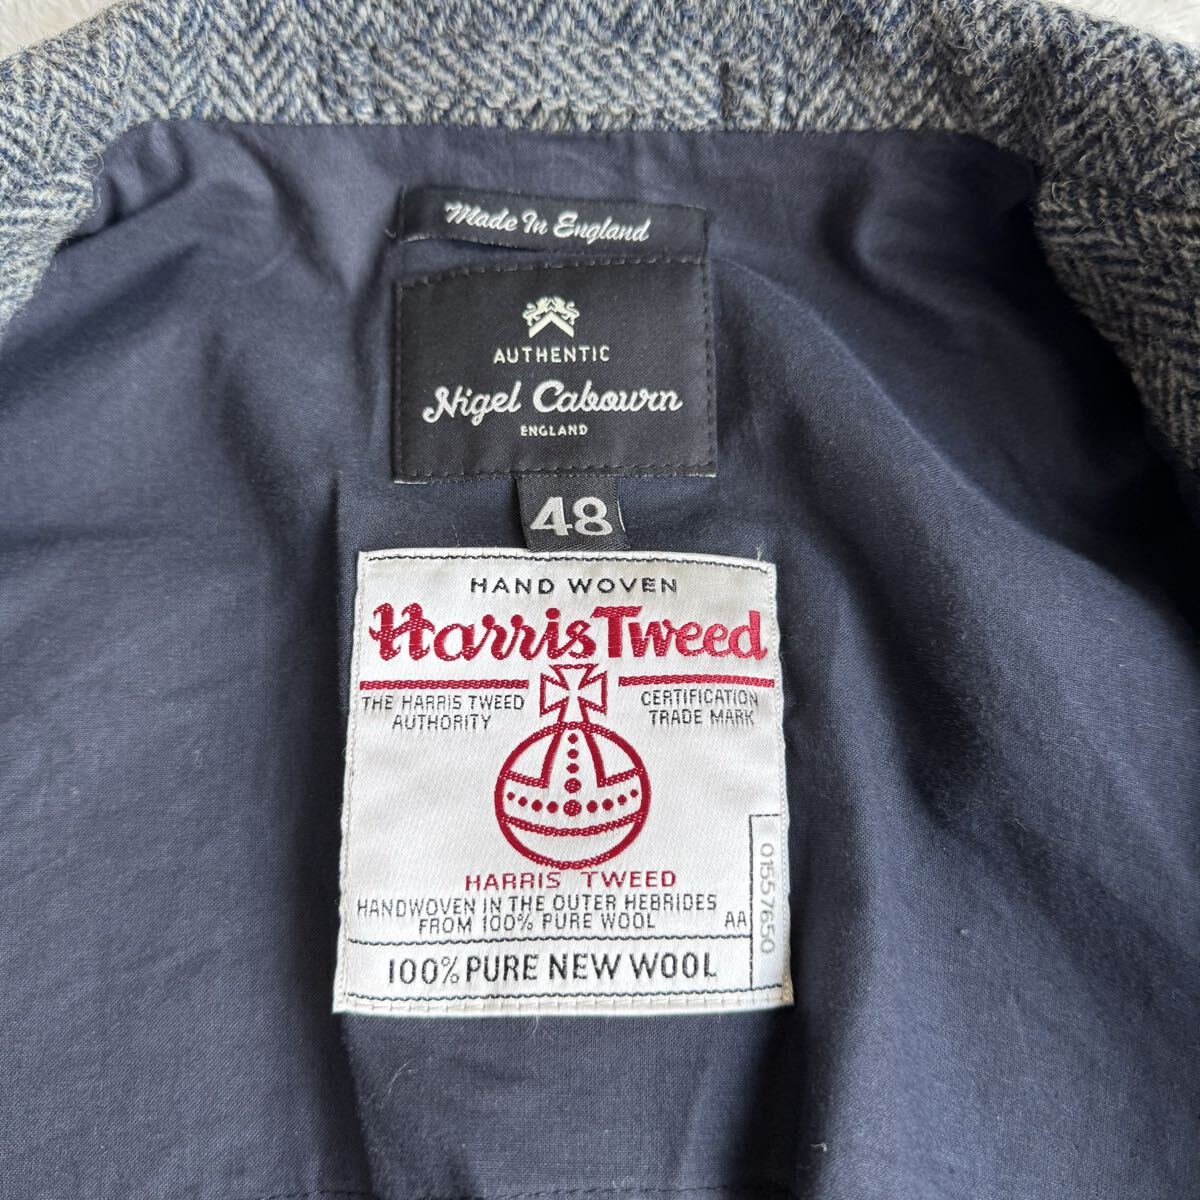 Made In England
AUTHENTIC
Nigel Cabourn
ENGLAND
48
HAND WOVEN
Harris Tweed
THE HARRIS TWEED
AUTHORITY
CERTIFICATION
TRADE MARK
HARRIS TWEED
HANDWOVEN IN THE OUTER HEBRIDES
FROM 100% PURE WOOL
AA
01557650
100% PURE NEW WOOL